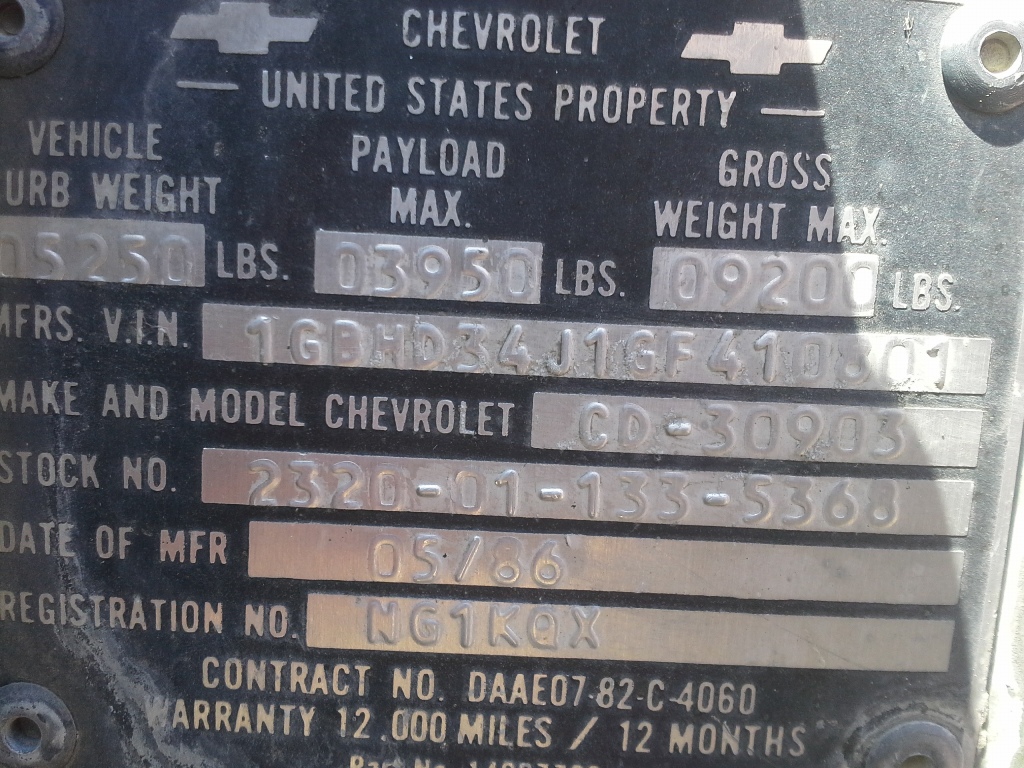 CHEVROLET
UNITED STATES PROPERTY
VEHICLE
URB WEIGHT
05250 LBS.
PAYLOAD
MAX.
03950 LBS.
GROSS
WEIGHT MAX.
09200 LBS.
MFRS. V.I.N. 1GBHD34J1GF410301
MAKE AND MODEL CHEVROLET CD-30903
STOCK NO. 2320-01-133-5368
DATE OF MFR 05/86
REGISTRATION NO. NG1KQX
CONTRACT NO. DAAE07-82-C-4060
WARRANTY 12,000 MILES / 12 MONTHS